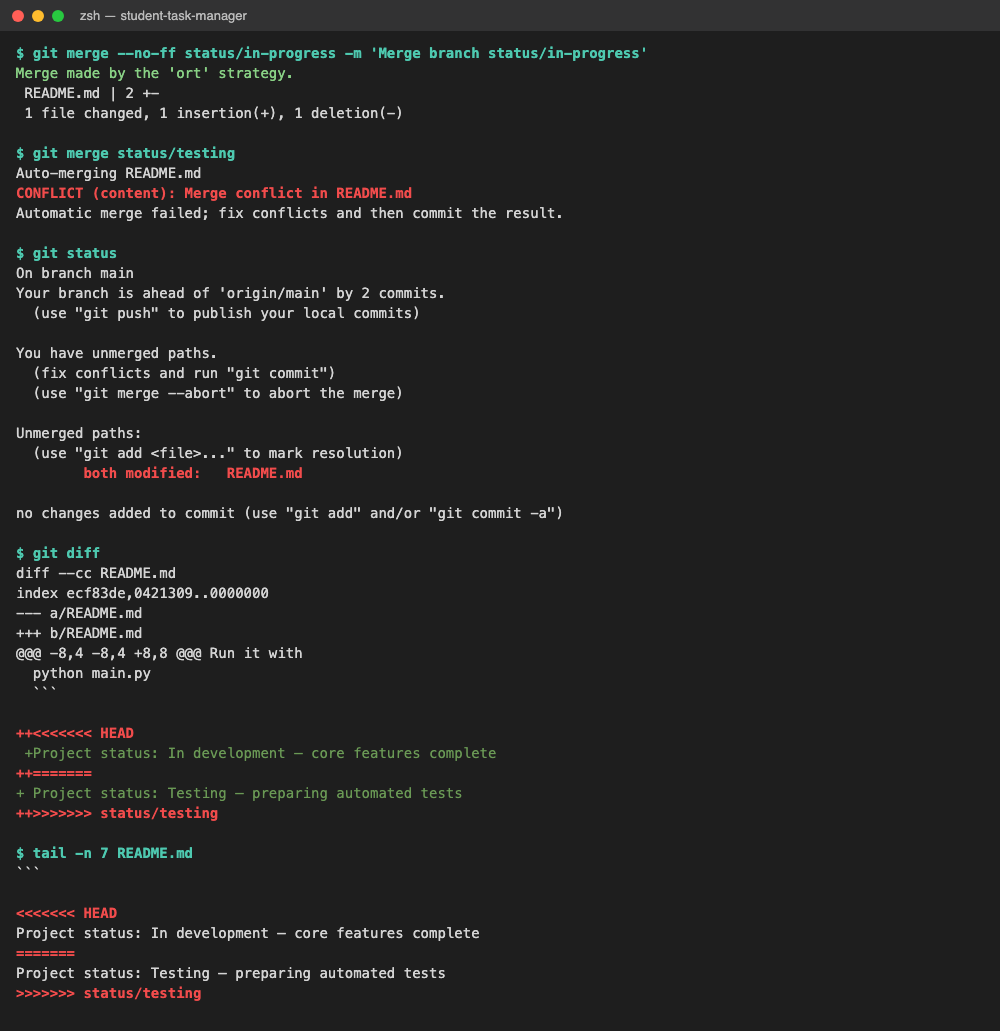 zsh — student-task-manager
$ git merge --no-ff status/in-progress -m 'Merge branch status/in-progress'
Merge made by the 'ort' strategy.
 README.md | 2 +-
 1 file changed, 1 insertion(+), 1 deletion(-)

$ git merge status/testing
Auto-merging README.md
CONFLICT (content): Merge conflict in README.md
Automatic merge failed; fix conflicts and then commit the result.

$ git status
On branch main
Your branch is ahead of 'origin/main' by 2 commits.
  (use "git push" to publish your local commits)

You have unmerged paths.
  (fix conflicts and run "git commit")
  (use "git merge --abort" to abort the merge)

Unmerged paths:
  (use "git add <file>..." to mark resolution)
        both modified:   README.md

no changes added to commit (use "git add" and/or "git commit -a")

$ git diff
diff --cc README.md
index ecf83de,0421309..0000000
--- a/README.md
+++ b/README.md
@@@ -8,4 -8,4 +8,8 @@@ Run it with
  python main.py
  ```

++<<<<<<< HEAD
 +Project status: In development — core features complete
++=======
+ Project status: Testing — preparing automated tests
++>>>>>>> status/testing

$ tail -n 7 README.md
```

<<<<<<< HEAD
Project status: In development — core features complete
=======
Project status: Testing — preparing automated tests
>>>>>>> status/testing